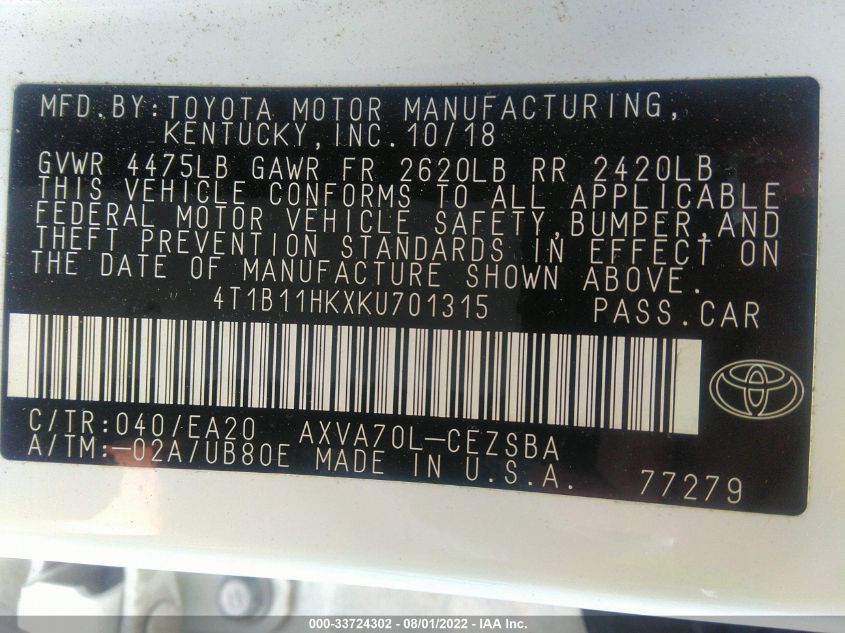 MFD.BY:TOYOTA MOTOR MANUFACTURING,
KENTUCKY,INC.10/18
GVWR 4475LB GAWR FR 2620LB RR 2420LB
THIS VEHICLE CONFORMS TO ALL APPLICABLE
FEDERAL MOTOR VEHICLE SAFETY,BUMPER,AND
THEFT PREVENTION STANDARDS IN EFFECT ON
THE DATE OF MANUFACTURE SHOWN ABOVE.
4T1B11HKXKU701315 PASS.CAR
C/TR:040/EA20 AXVA70L-CEZSBA
A/TM:-02A/UB80E MADE IN U.S.A. 77279
000-33724302 - 08/01/2022 - IAA Inc.